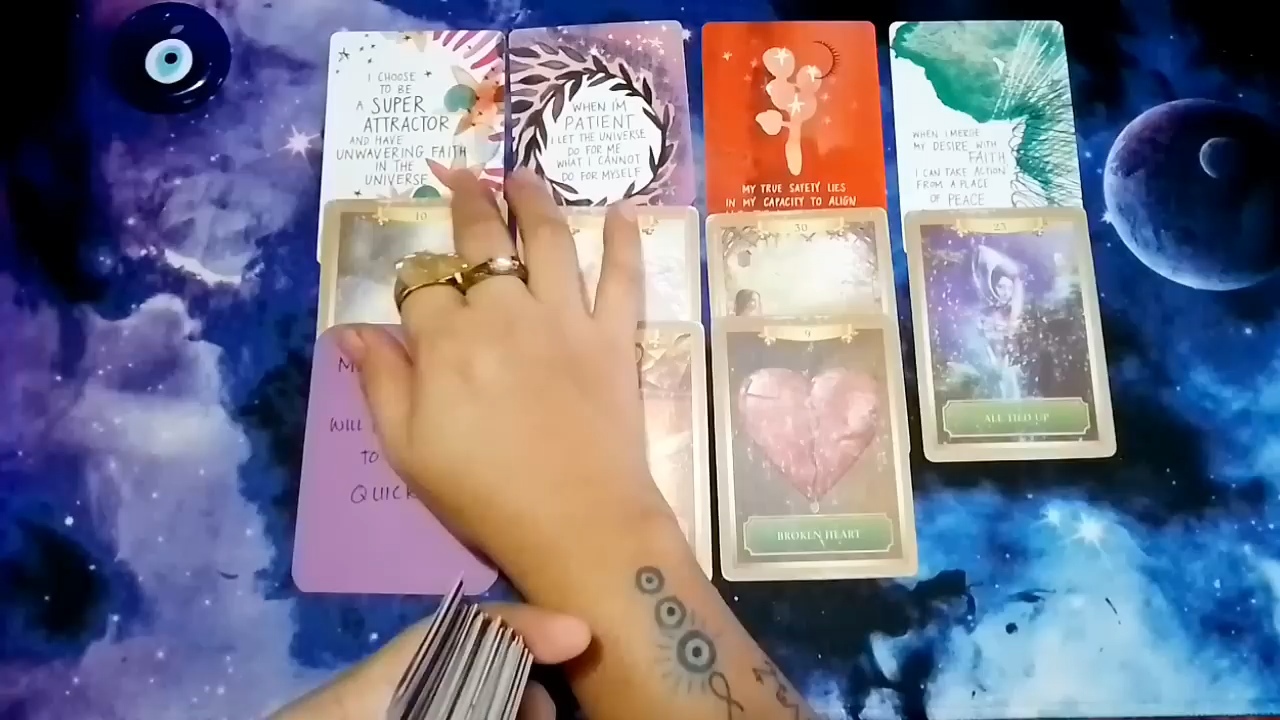 I CHOOSE
TO BE
A SUPER
ATTRACTOR
AND HAVE
UNWAVERING FAITH
IN THE
UNIVERSE
WHEN I'M
PATIENT
I LET THE UNIVERSE
DO FOR ME
WHAT I CANNOT
DO FOR MYSELF
MY TRUE SAFETY LIES
IN MY CAPACITY TO ALIGN
WHEN I MERGE
MY DESIRE WITH
FAITH
I CAN TAKE ACTION
FROM A PLACE
OF PEACE
10
30
23
ALL TIED UP
9
BROKEN HEART
WILL
TO
QUICK